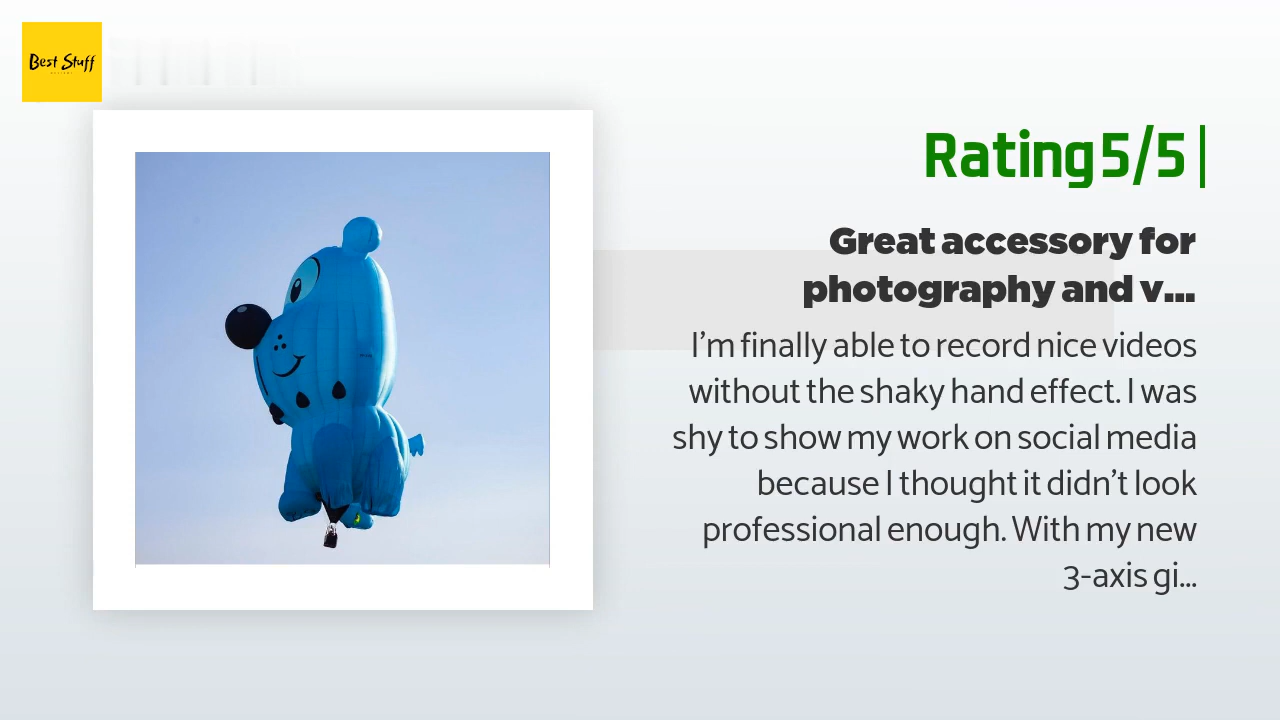 Best Stuff
Rating 5/5
Great accessory for
photography and v...
I'm finally able to record nice videos
without the shaky hand effect. I was
shy to show my work on social media
because I thought it didn't look
professional enough. With my new
3-axis gi...